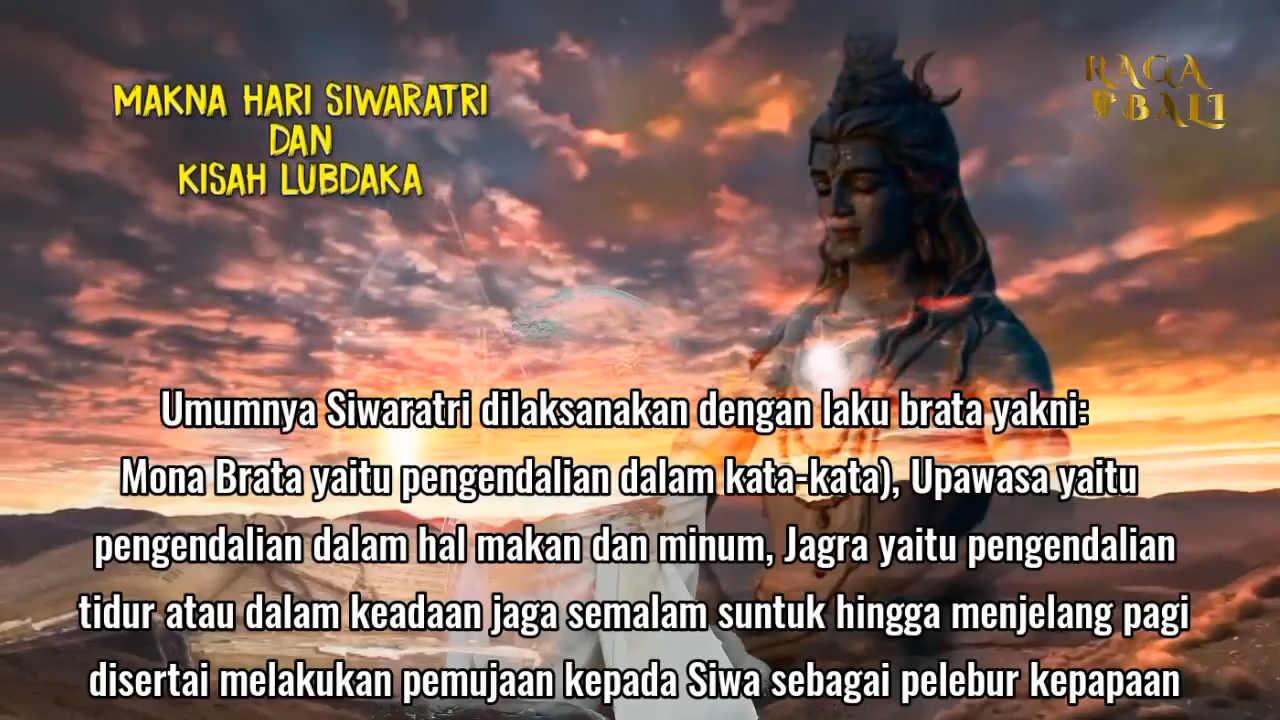 MAKNA HARI SIWARATRI
DAN
KISAH LUBDAKA
RAGA
BALI
Umumnya Siwaratri dilaksanakan dengan laku brata yakni:
Mona Brata yaitu pengendalian dalam kata-kata), Upawasa yaitu
pengendalian dalam hal makan dan minum, Jagra yaitu pengendalian
tidur atau dalam keadaan jaga semalam suntuk hingga menjelang pagi
disertai melakukan pemujaan kepada Siwa sebagai pelebur kepapaan